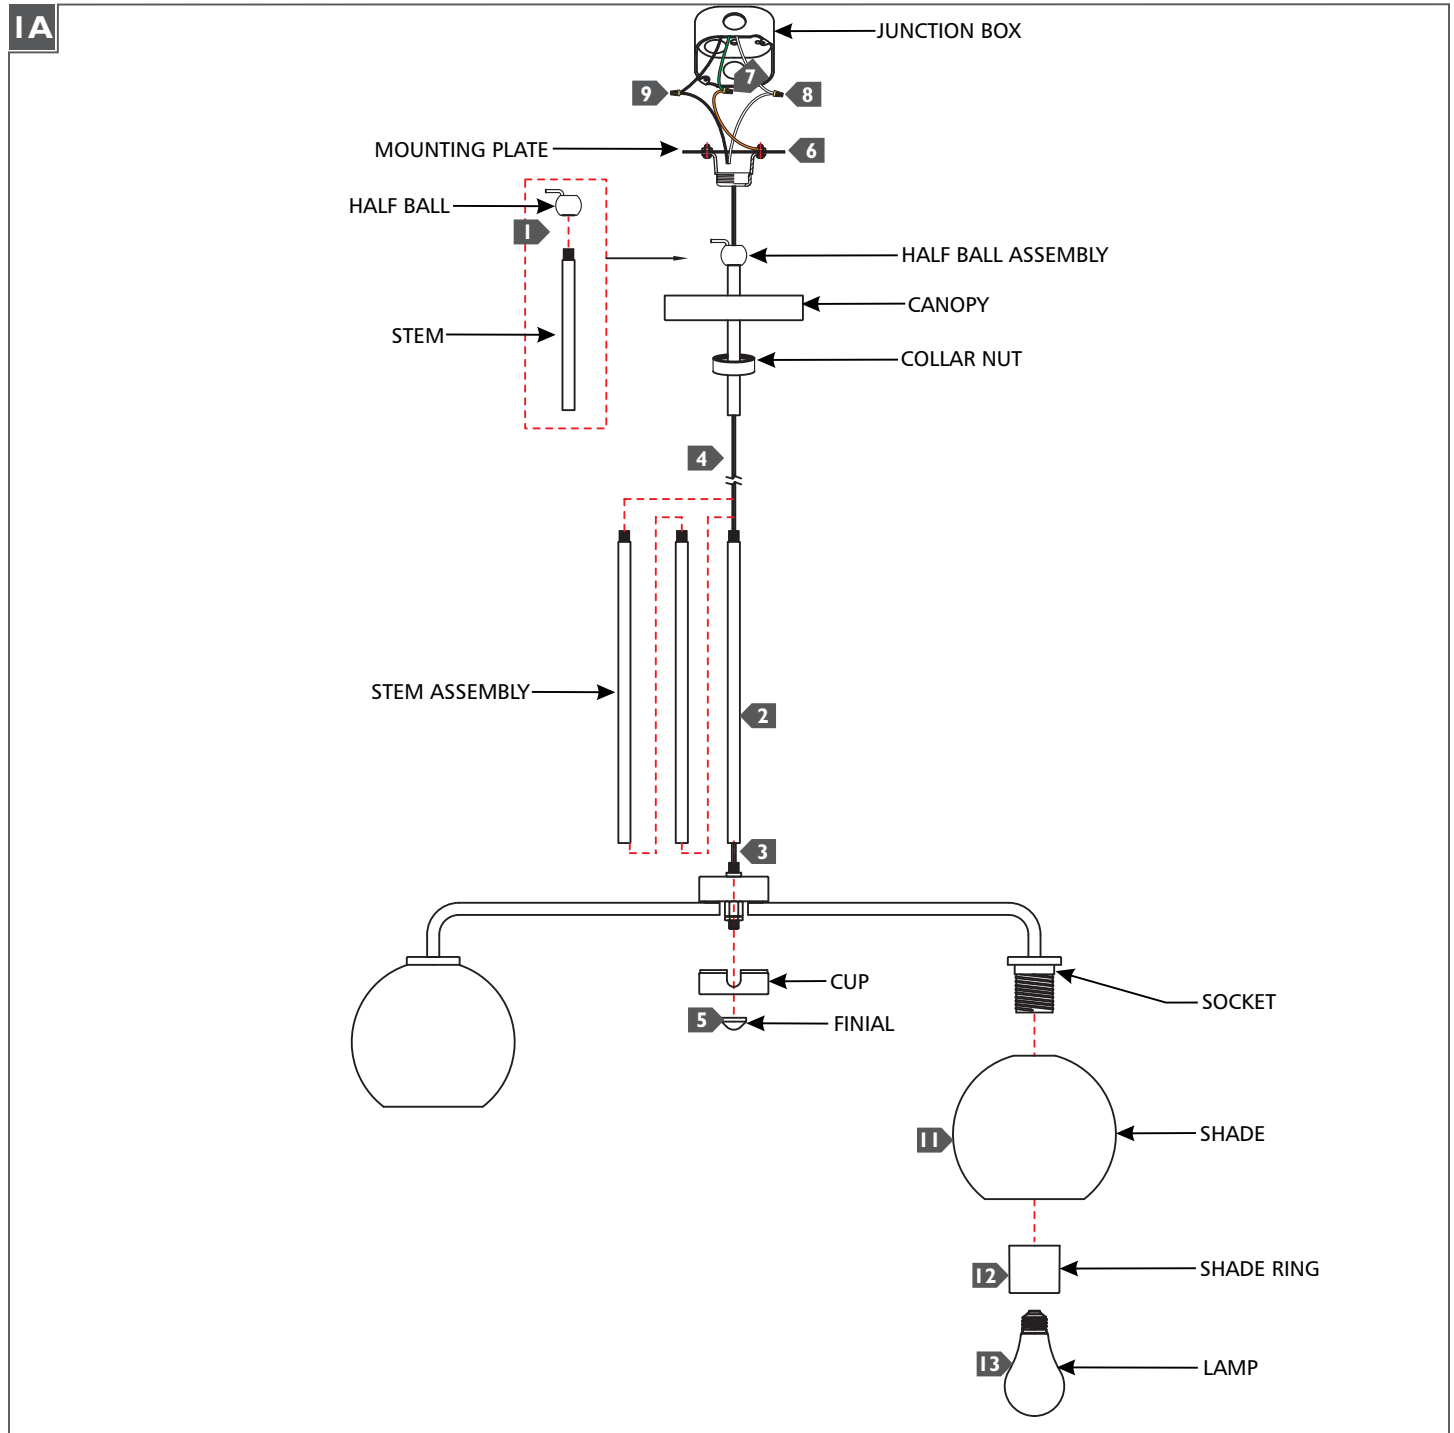 1A
JUNCTION BOX
7
9
8
MOUNTING PLATE
6
HALF BALL
1
HALF BALL ASSEMBLY
CANOPY
STEM
COLLAR NUT
4
STEM ASSEMBLY
2
3
CUP
SOCKET
5
FINIAL
11
SHADE
12
SHADE RING
13
LAMP